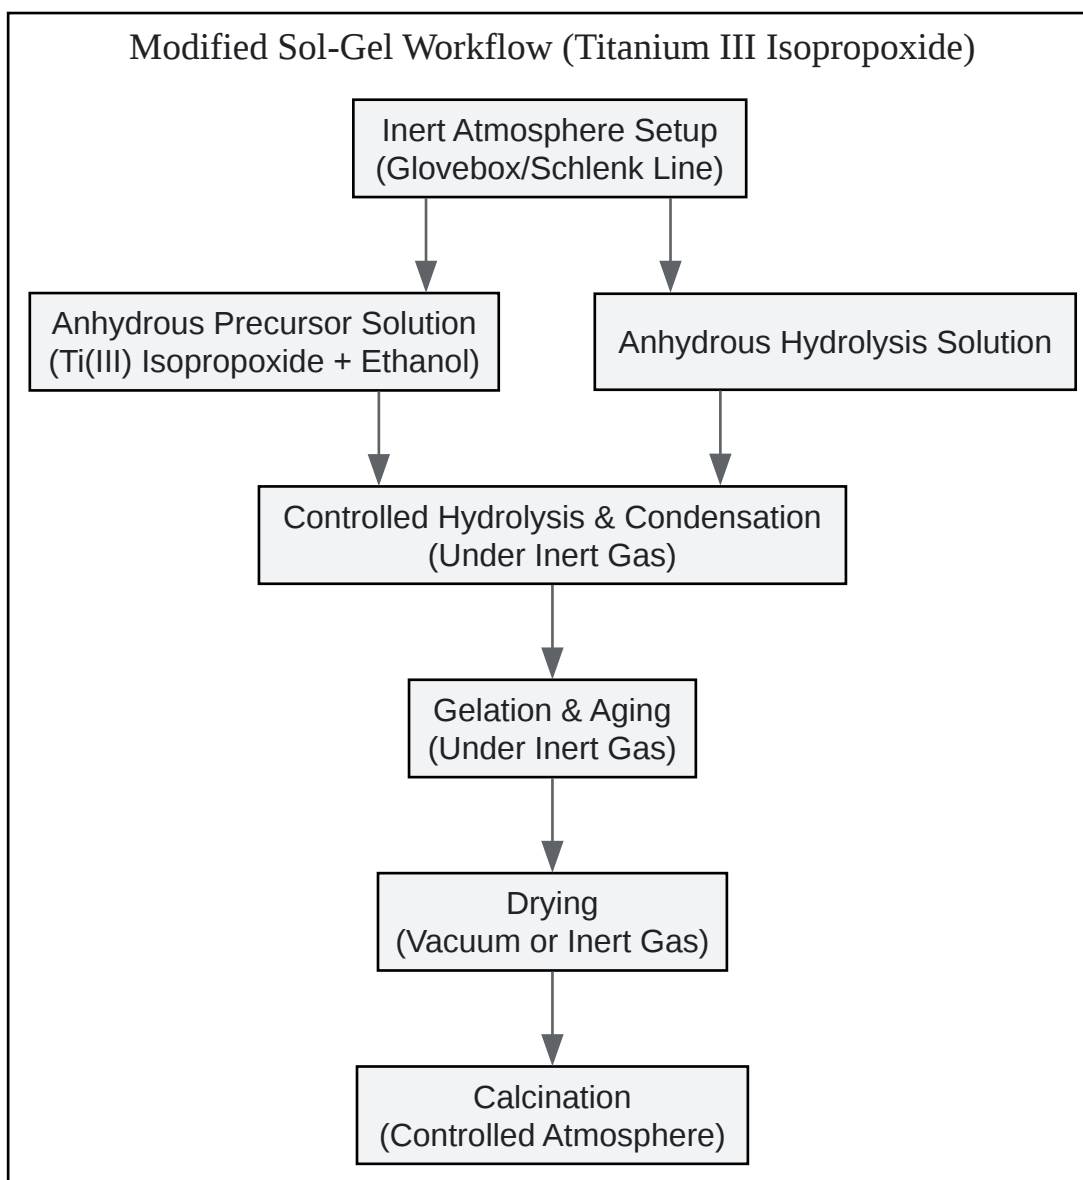 Modified Sol-Gel Workflow (Titanium III Isopropoxide)
Inert Atmosphere Setup
(Glovebox/Schlenk Line)
Anhydrous Precursor Solution
(Ti(III) Isopropoxide + Ethanol)
Anhydrous Hydrolysis Solution
Controlled Hydrolysis & Condensation
(Under Inert Gas)
Gelation & Aging
(Under Inert Gas)
Drying
(Vacuum or Inert Gas)
Calcination
(Controlled Atmosphere)